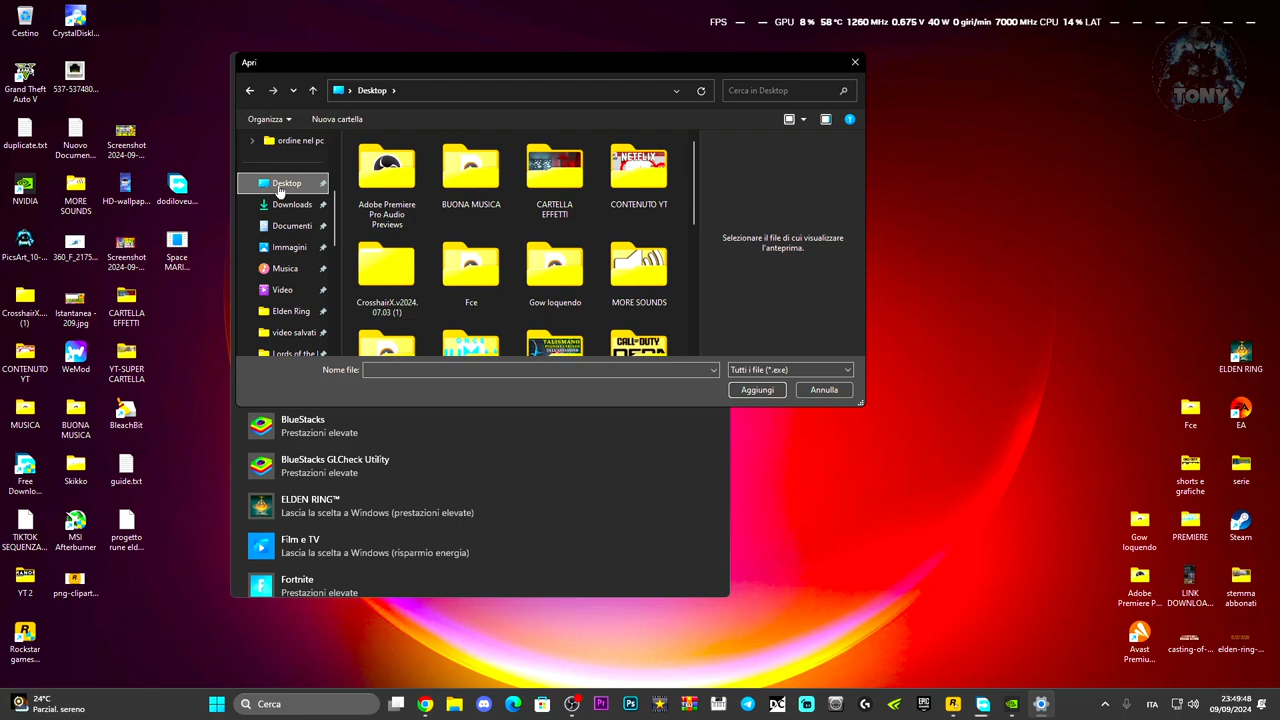 FPS — — GPU 8 % 58 °C 1260 MHz 0.675 V 40 W 0 giri/min 7000 MHz CPU 14 % LAT — — — — — — —
TONY
Cestino
CrystalDiskI...
Grand Theft Auto V
537-537480...
duplicate.txt
Nuovo Documen...
Screenshot 2024-09-...
NVIDIA
MORE SOUNDS
HD-wallpap...
dodiloveu...
PicsArt_10-...
360_F_2175...
Screenshot 2024-09-...
Space MARI...
CrosshairX... (1)
Istantanea - 209.jpg
CARTELLA EFFETTI
CONTENUTO YT
WeMod
YT-SUPER CARTELLA
MUSICA
BUONA MUSICA
BleachBit
Free Downlo...
Skikko
guide.txt
TIKTOK SEQUENZA...
MSI Afterburner
progetto rune eld...
YT 2
png-clipart...
Rockstar games...
Apri
Desktop
Cerca in Desktop
Organizza
Nuova cartella
ordine nel pc
Desktop
Downloads
Documenti
Immagini
Musica
Video
Elden Ring
video salvati
Lords of the
Adobe Premiere Pro Audio Previews
BUONA MUSICA
CARTELLA EFFETTI
NETFLIX
CONTENUTO YT
CrosshairX.v2024.07.03 (1)
Fce
Gow loquendo
MORE SOUNDS
ONCE
TALISMANO
CALL OF DUTY
Selezionare il file di cui visualizzare l'anteprima.
Nome file:
Tutti i file (*.exe)
Aggiungi
Annulla
BlueStacks
Prestazioni elevate
BlueStacks GLCheck Utility
Prestazioni elevate
ELDEN RING™
Lascia la scelta a Windows (prestazioni elevate)
Film e TV
Lascia la scelta a Windows (risparmio energia)
Fortnite
Prestazioni elevate
ELDEN RING
Fce
EA
shorts e grafiche
serie
Gow loquendo
PREMIERE
Steam
Adobe Premiere P...
LINK DOWNLOA...
stemma abbonati
Avast Premiu...
casting-of-...
elden-ring-...
24°C
Parzial. sereno
Cerca
ITA
23:49:48
09/09/2024